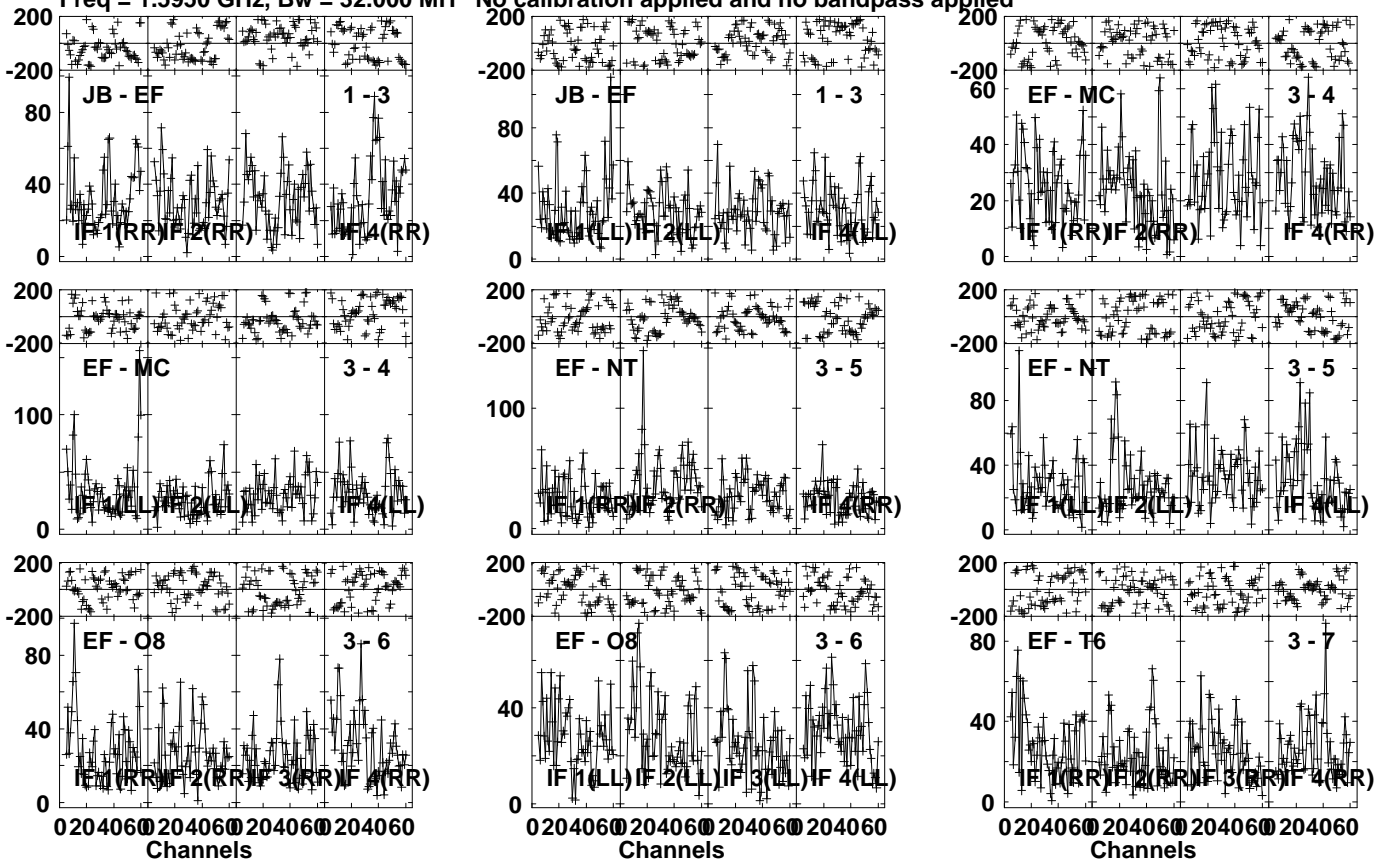 Freq = 1.5950 GHz, Bw = 32.000 MH No calibration applied and no bandpass applied
200 200 200
-200 -200 -200
JB - EF 1 - 3 JB - EF 1 - 3 EF - MC 3 - 4
80 80 60
40 40 40
20
IF 1(RR) IF 2(RR) IF 4(RR) IF 1(LL) IF 2(LL) IF 4(LL) IF 1(RR) IF 2(RR) IF 4(RR)
0 0 0
200 200 200
-200 -200 -200
EF - MC 3 - 4 EF - NT 3 - 5 EF - NT 3 - 5
100 100 80
40
IF 1(LL) IF 2(LL) IF 4(LL) IF 1(RR) IF 2(RR) IF 4(RR) IF 1(LL) IF 2(LL) IF 4(LL)
0 0 0
200 200 200
-200 -200 -200
EF - O8 3 - 6 EF - O8 3 - 6 EF - T6 3 - 7
80 80
40 40 40
IF 1(RR) IF 2(RR) IF 3(RR) IF 4(RR) IF 1(LL) IF 2(LL) IF 3(LL) IF 4(LL) IF 1(RR) IF 2(RR) IF 3(RR) IF 4(RR)
0 0 0
0 20 40 60 0 20 40 60 0 20 40 60 0 20 40 60 0 20 40 60 0 20 40 60 0 20 40 60 0 20 40 60 0 20 40 60 0 20 40 60 0 20 40 60 0 20 40 60
Channels Channels Channels